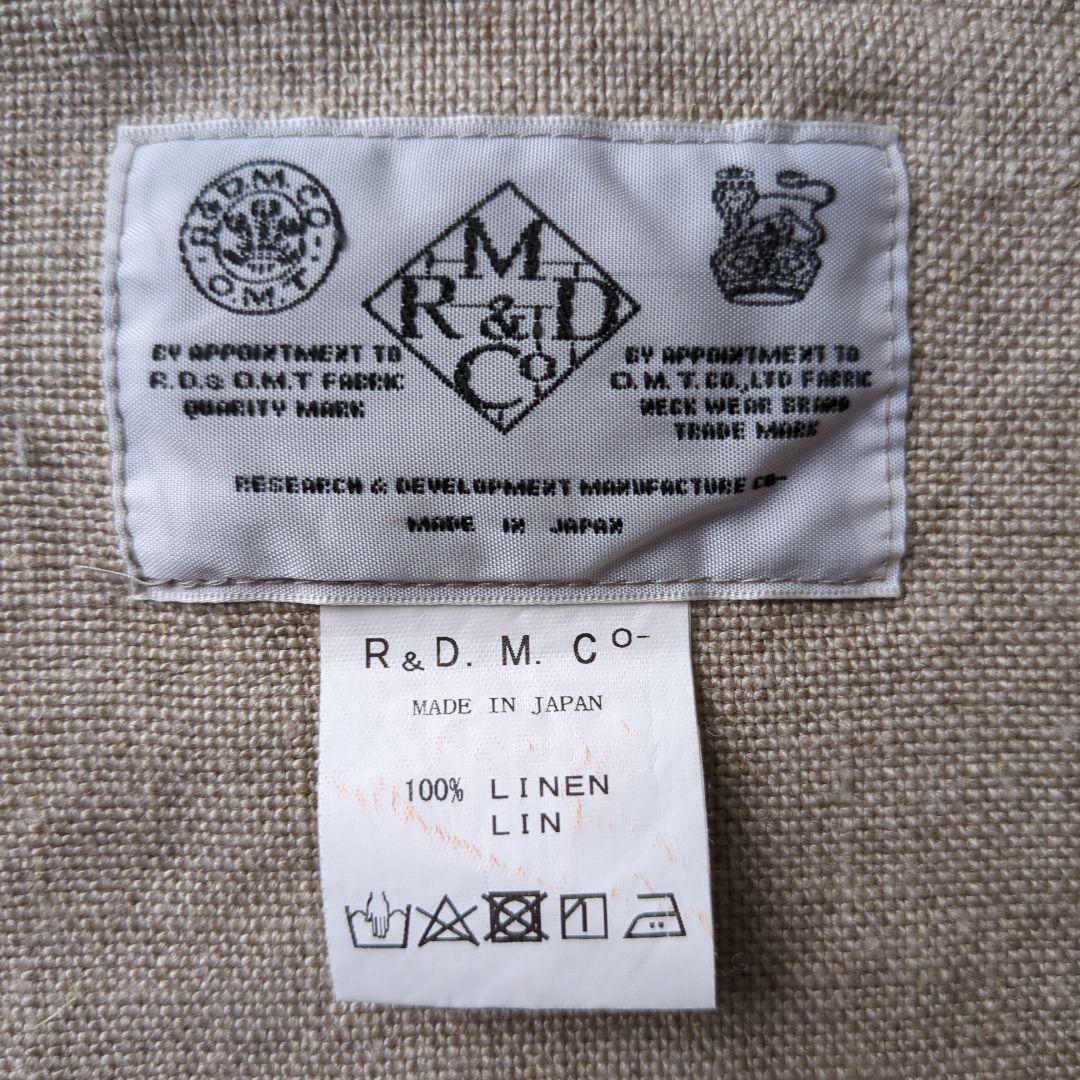 R.&D.M.CO-
O.M.T
M
R & D
Co
BY APPOINTMENT TO
R.D.& O.M.T FABRIC
QUARITY MARK
BY APPOINTMENT TO
O.M.T.CO.,LTD FABRIC
NECK WEAR BRAND
TRADE MARK
RESEARCH & DEVELOPMENT MANUFACTURE CO-
MADE IN JAPAN
R&D. M. Co-
MADE IN JAPAN
100% LINEN
LIN